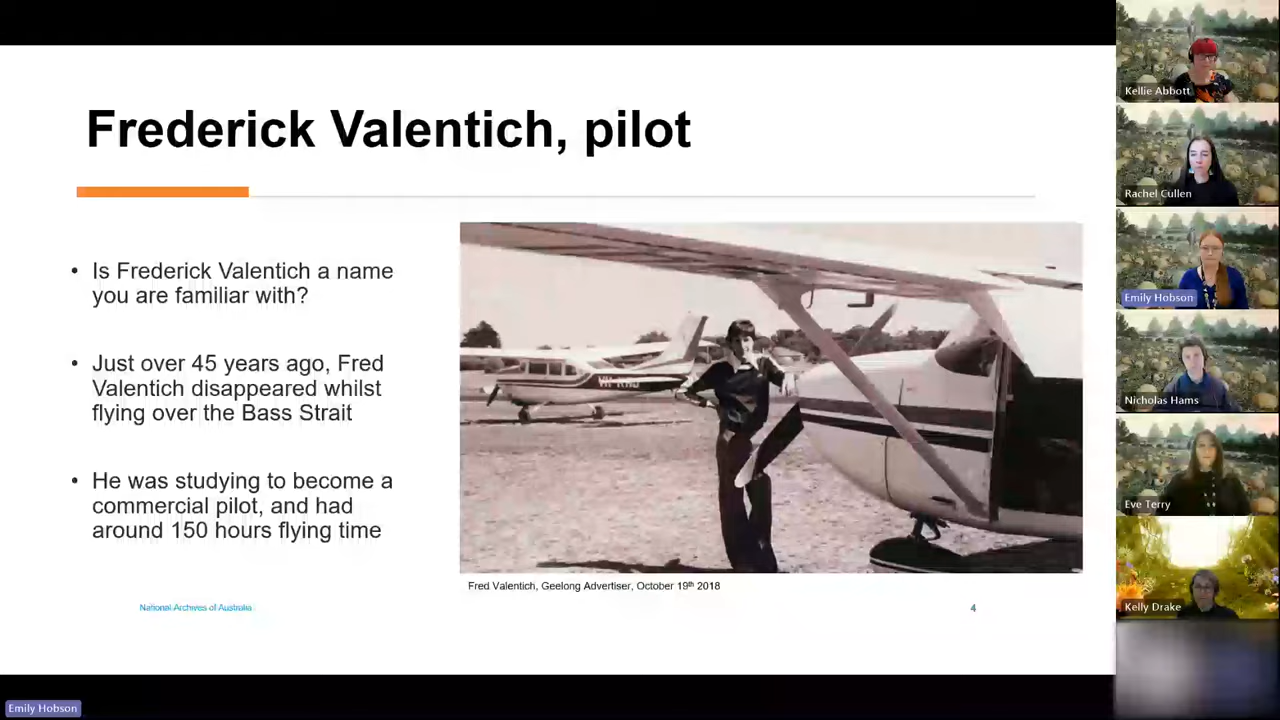 Frederick Valentich, pilot
• Is Frederick Valentich a name
you are familiar with?
• Just over 45 years ago, Fred
Valentich disappeared whilst
flying over the Bass Strait
• He was studying to become a
commercial pilot, and had
around 150 hours flying time
Fred Valentich, Geelong Advertiser, October 19th 2018
National Archives of Australia
4
Kellie Abbott
Rachel Cullen
Emily Hobson
Nicholas Hams
Eve Terry
Kelly Drake
Emily Hobson